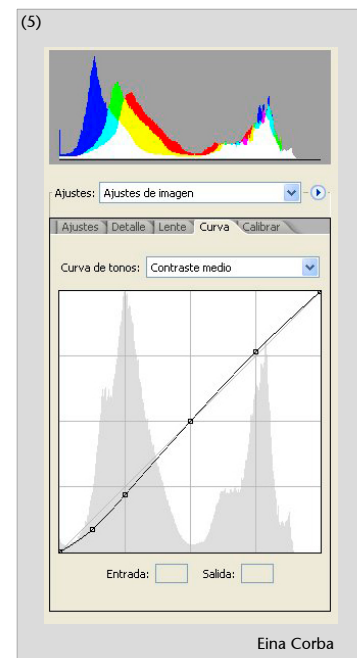 (5)
Ajustes: Ajustes de imagen
Ajustes Detalle Lente Curva Calibrar
Curva de tonos: Contraste medio
Entrada: Salida:
Eina Corba